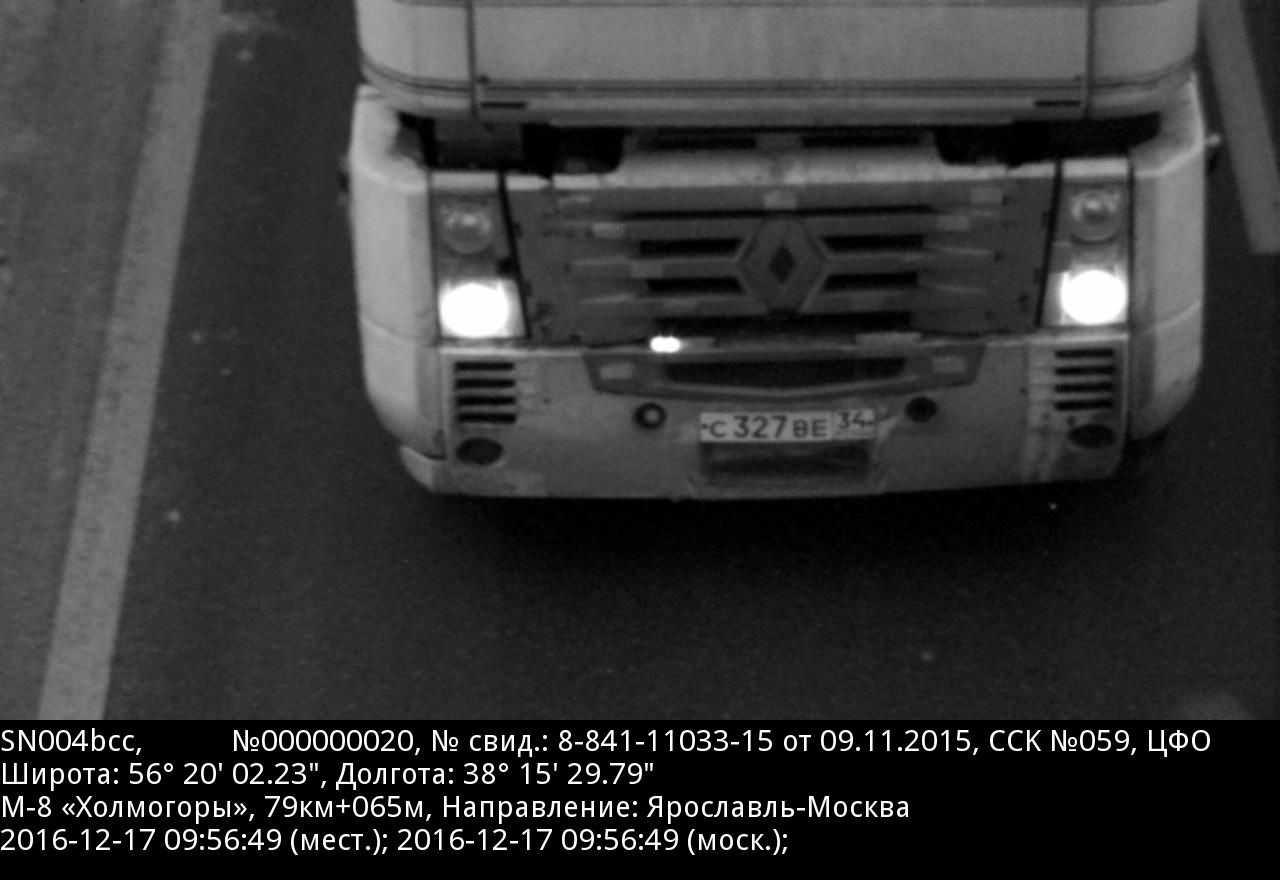 с 327 ВЕ 34
SN004bcc, №000000020, № свид.: 8-841-11033-15 от 09.11.2015, ССК №059, ЦФО
Широта: 56° 20' 02.23", Долгота: 38° 15' 29.79"
М-8 «Холмогоры», 79км+065м, Направление: Ярославль-Москва
2016-12-17 09:56:49 (мест.); 2016-12-17 09:56:49 (моск.);